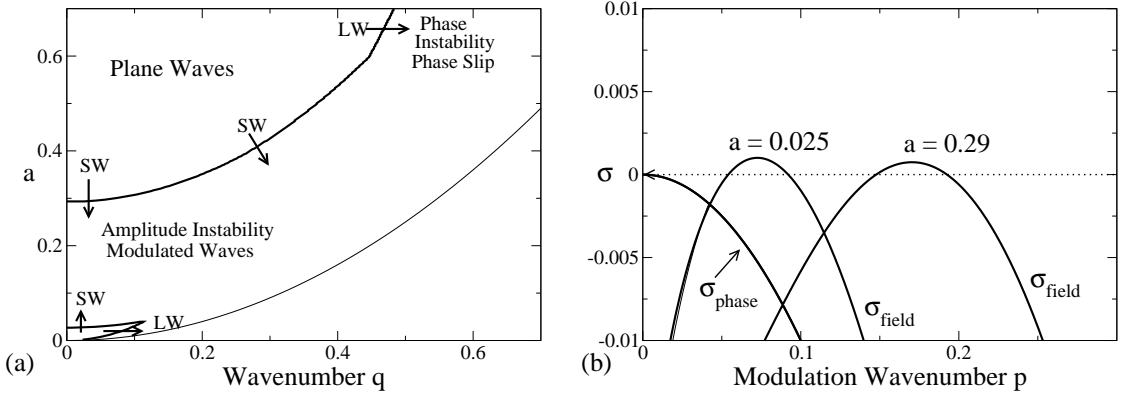 LW
Phase
Instability
Phase Slip
Plane Waves
SW
SW
Amplitude Instability
Modulated Waves
SW
LW
0.6
0.4
0.2
0
a
0
0.2
0.4
0.6
Wavenumber q
(a)
0.01
0.005
0
-0.005
-0.01
σ
a = 0.025
a = 0.29
σphase
σfield
σfield
0
0.1
0.2
Modulation Wavenumber p
(b)